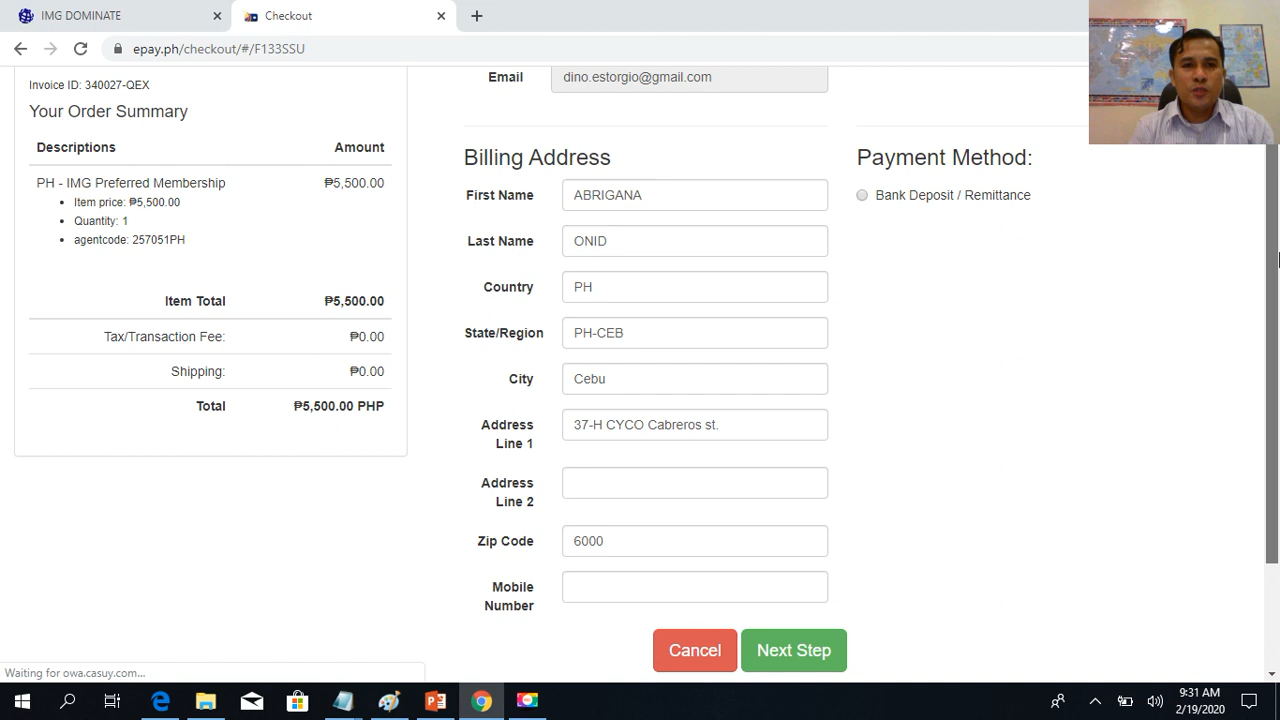 IMG DOMINATE
Checkout
epay.ph/checkout/#/F133SSU
Invoice ID: 340027-QEX
Your Order Summary
Descriptions Amount
PH - IMG Preferred Membership ₱5,500.00
Item price: ₱5,500.00
Quantity: 1
agentcode: 257051PH
Item Total ₱5,500.00
Tax/Transaction Fee: ₱0.00
Shipping: ₱0.00
Total ₱5,500.00 PHP
Email dino.estorgio@gmail.com
Billing Address
First Name ABRIGANA
Last Name ONID
Country PH
State/Region PH-CEB
City Cebu
Address
Line 1
37-H CYCO Cabreros st.
Address
Line 2
Zip Code 6000
Mobile
Number
Cancel Next Step
Payment Method:
Bank Deposit / Remittance
Waiting for owa.casuy.com...
9:31 AM
2/19/2020